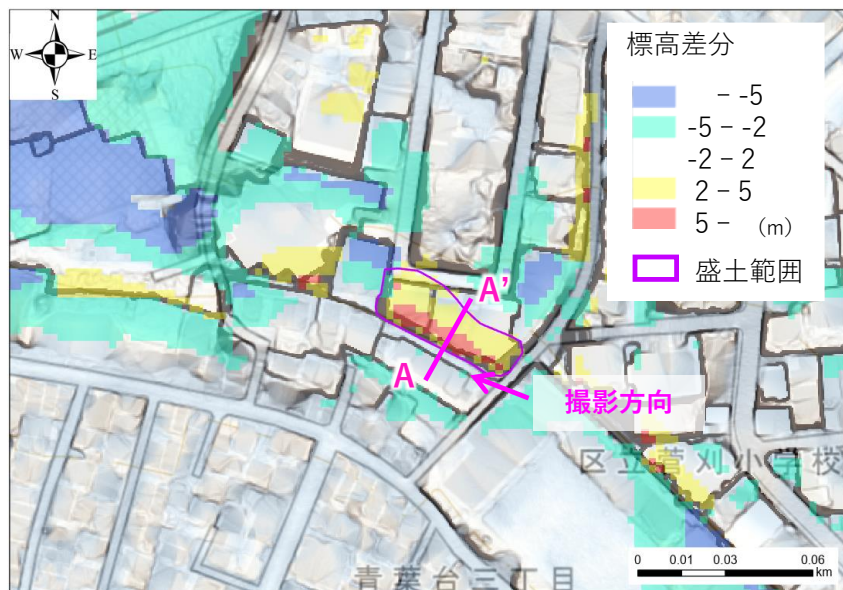 N
W E
S
標高差分
－ -5
-5 － -2
-2 － 2
2 － 5
5 － （m）
盛土範囲
A’
A
撮影方向
区立菅刈小学校
青葉台三丁目
0 0.01 0.03 0.06
km